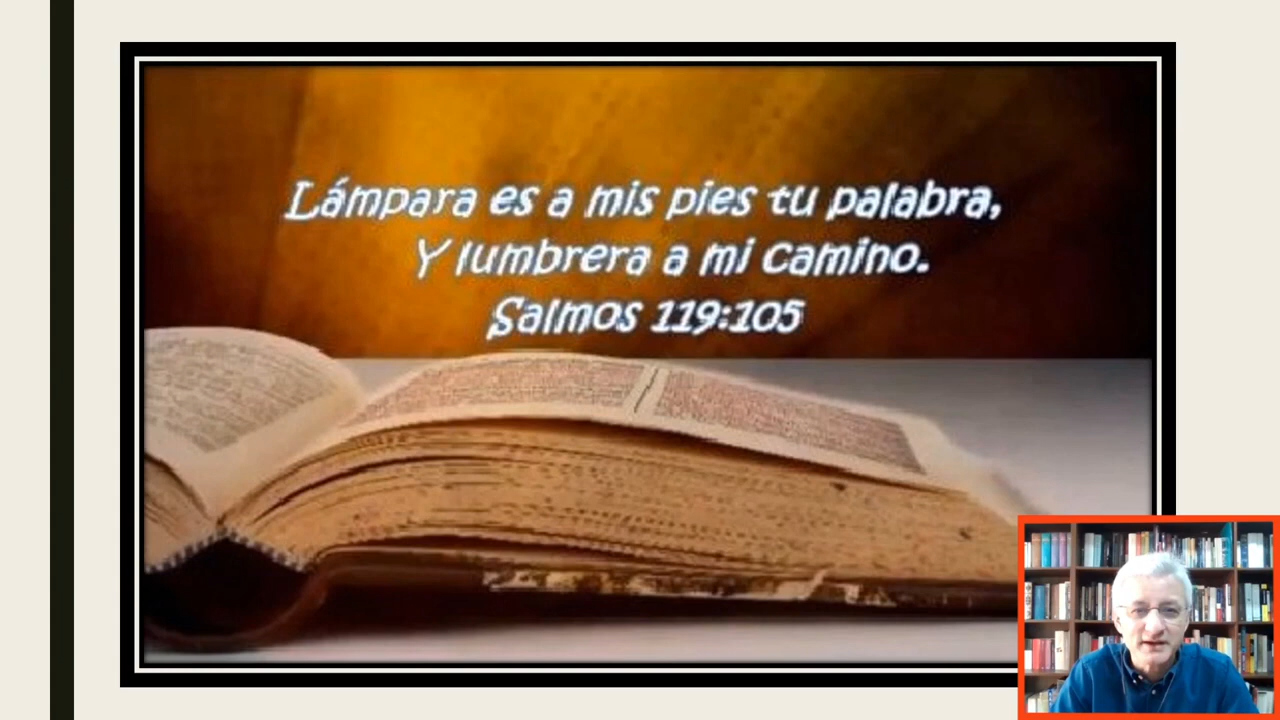 Lámpara es a mis pies tu palabra,
Y lumbrera a mi camino.
Salmos 119:105